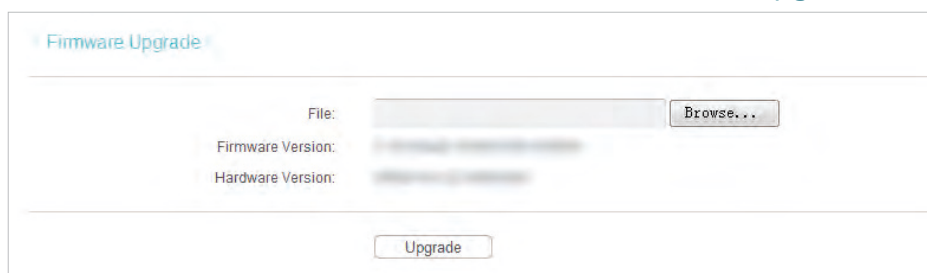 Firmware Upgrade
File: Browse...
Firmware Version:
Hardware Version:
Upgrade